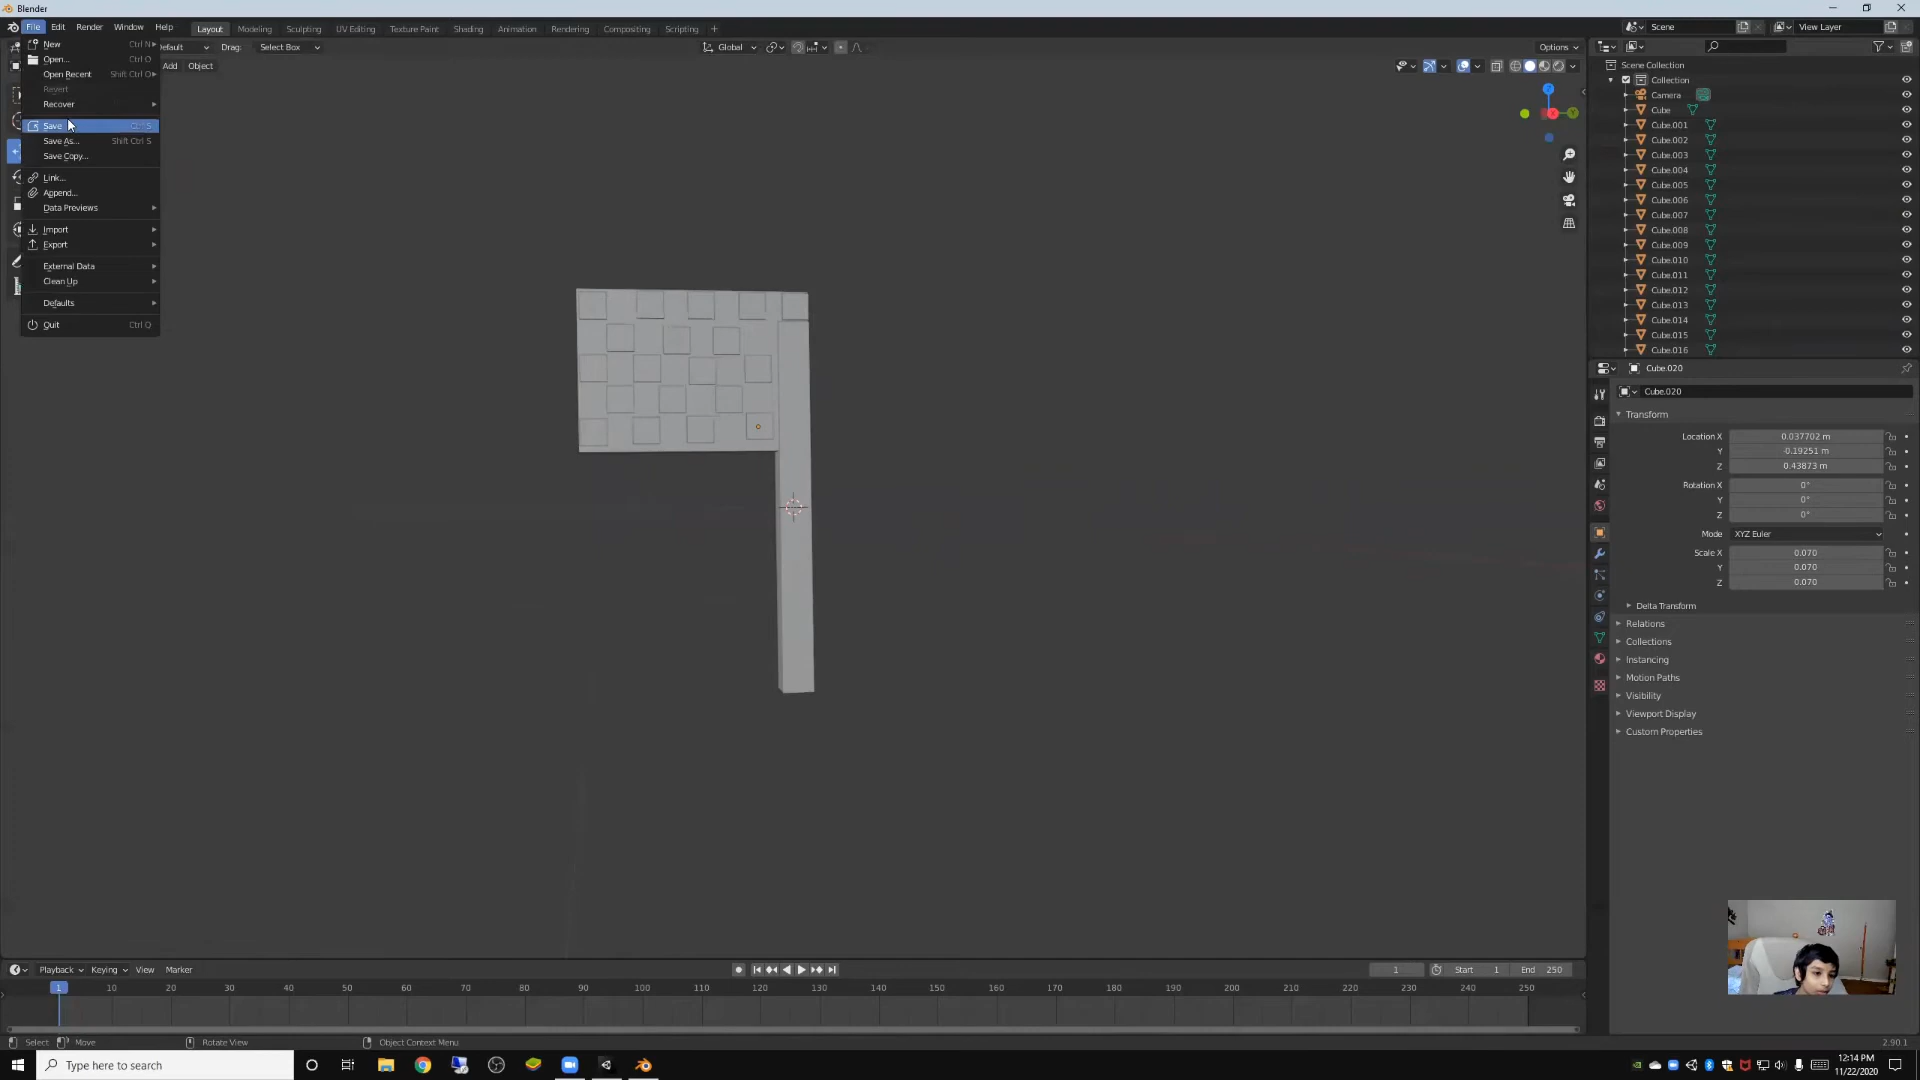 Blender
File Edit Render Window Help Layout Modeling Sculpting UV Editing Texture Paint Shading Animation Rendering Compositing Scripting + Scene View Layer
New Ctrl N
Open... Ctrl O
Open Recent Shift Ctrl O
Revert
Recover
Save Ctrl S
Save As... Shift Ctrl S
Save Copy...
Link...
Append...
Data Previews
Import
Export
External Data
Clean Up
Defaults
Quit Ctrl Q
Drag: Select Box Global Options
Add Object
Scene Collection
Collection
Camera
Cube
Cube.001
Cube.002
Cube.003
Cube.004
Cube.005
Cube.006
Cube.007
Cube.008
Cube.009
Cube.010
Cube.011
Cube.012
Cube.013
Cube.014
Cube.015
Cube.016
Cube.020
Cube.020
Transform
Location X 0.037702 m
Y -0.19251 m
Z 0.43873 m
Rotation X 0°
Y 0°
Z 0°
Mode XYZ Euler
Scale X 0.070
Y 0.070
Z 0.070
Delta Transform
Relations
Collections
Instancing
Motion Paths
Visibility
Viewport Display
Custom Properties
Playback Keying View Marker 1 Start 1 End 250
1 10 20 30 40 50 60 70 80 90 100 110 120 130 140 150 160 170 180 190 200 210 220 230 240 250
Select Move Rotate View Object Context Menu 2.90.1
Type here to search
12:14 PM
11/22/2020